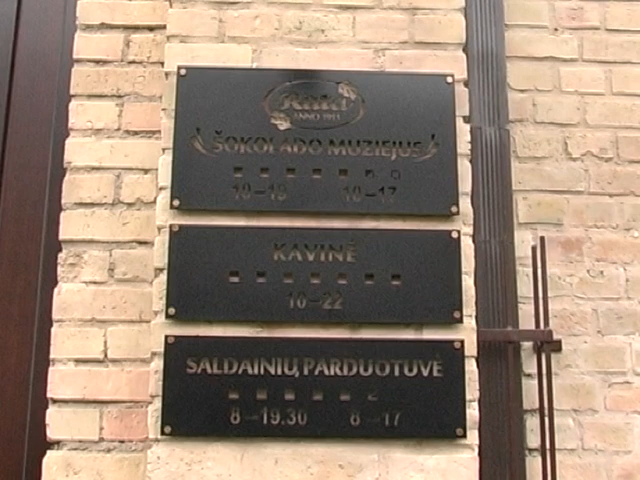 Rūta
ANNO 1913
ŠOKOLADO MUZIEJUS
10-19 10-17
KAVINĖ
10-22
SALDAINIŲ PARDUOTUVĖ
8-19.30 8-17